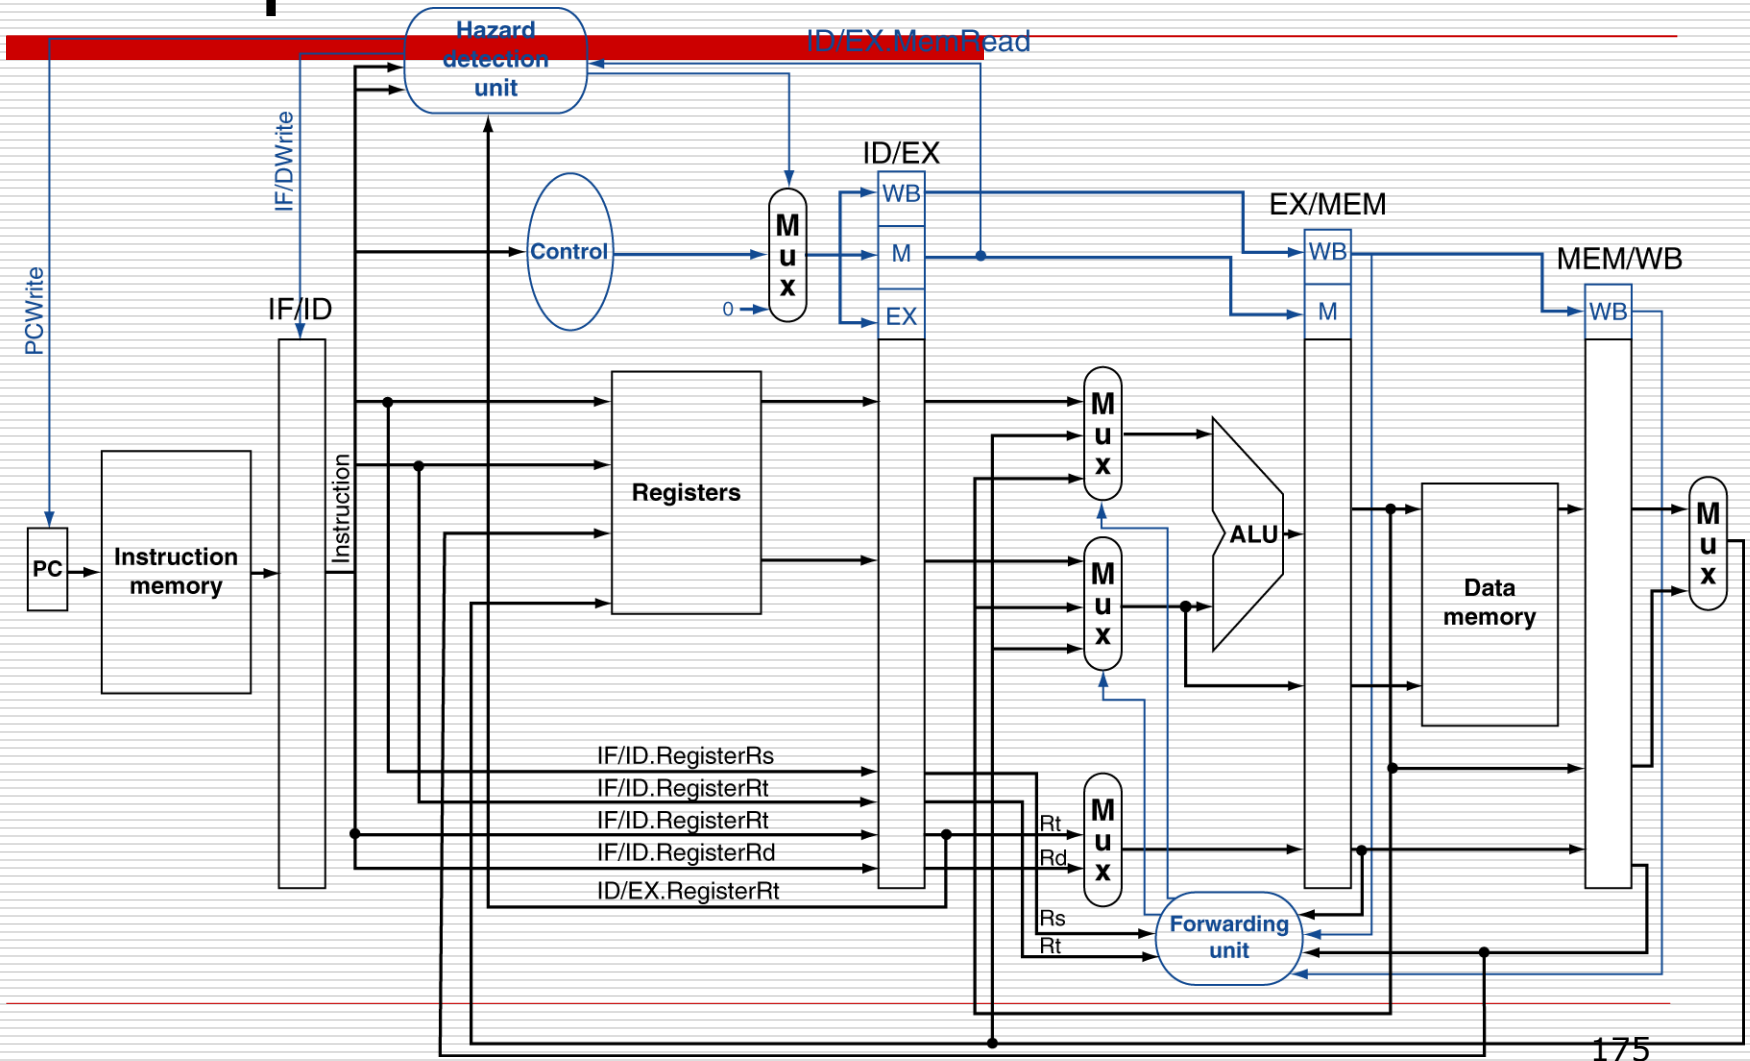 Hazard
detection
unit
ID/EX.MemRead
IF/DWrite
PCWrite
ID/EX
WB
M
EX
Control
M
u
x
0
EX/MEM
WB
M
MEM/WB
WB
IF/ID
PC
Instruction
memory
Instruction
Registers
M
u
x
M
u
x
ALU
Data
memory
M
u
x
IF/ID.RegisterRs
IF/ID.RegisterRt
IF/ID.RegisterRt
IF/ID.RegisterRd
ID/EX.RegisterRt
Rt
Rd
M
u
x
Rs
Rt
Forwarding
unit
175